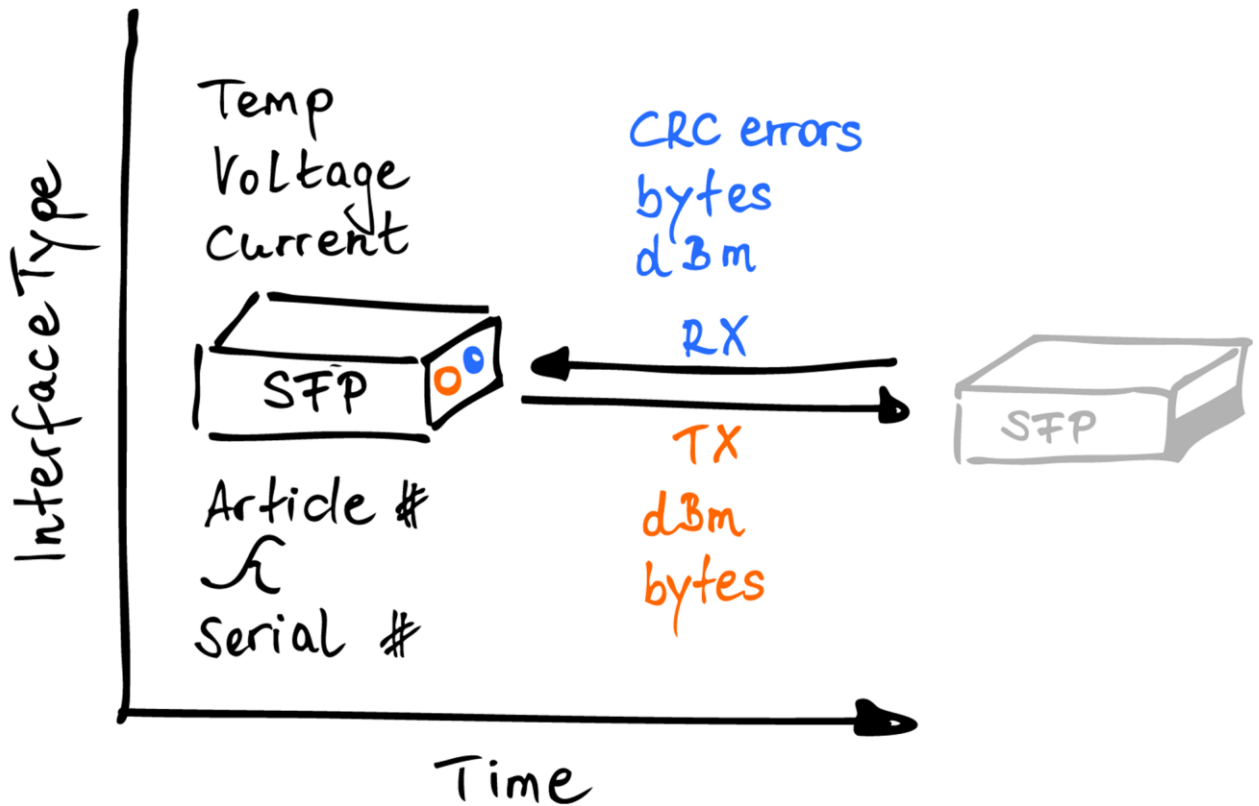 Temp
Voltage
Current
CRC errors
bytes
dBm
Interface Type
RX
SFP
SFP
TX
dBm
bytes
Article #
λ
Serial #
Time